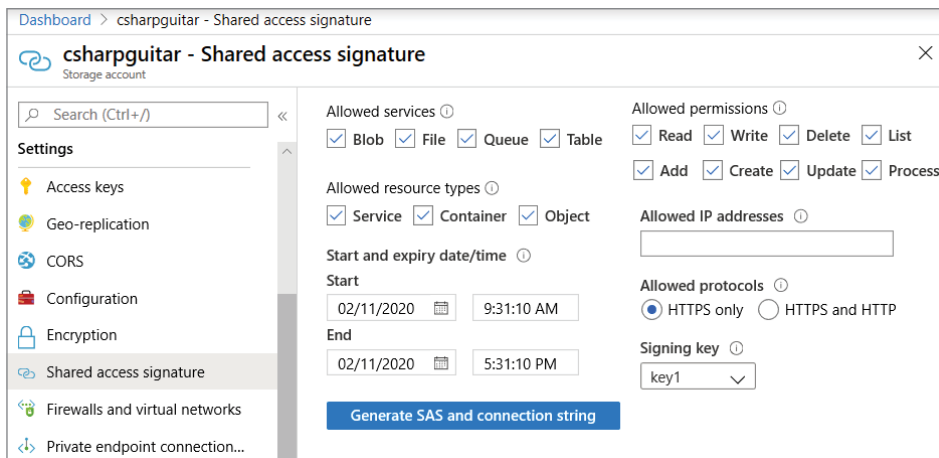 Dashboard > csharpguitar - Shared access signature
csharpguitar - Shared access signature
Storage account
Search (Ctrl+/)
Settings
Access keys
Geo-replication
CORS
Configuration
Encryption
Shared access signature
Firewalls and virtual networks
Private endpoint connection...
Allowed services
Blob File Queue Table
Allowed resource types
Service Container Object
Start and expiry date/time
Start
02/11/2020 9:31:10 AM
End
02/11/2020 5:31:10 PM
Generate SAS and connection string
Allowed permissions
Read Write Delete List
Add Create Update Process
Allowed IP addresses
Allowed protocols
HTTPS only HTTPS and HTTP
Signing key
key1